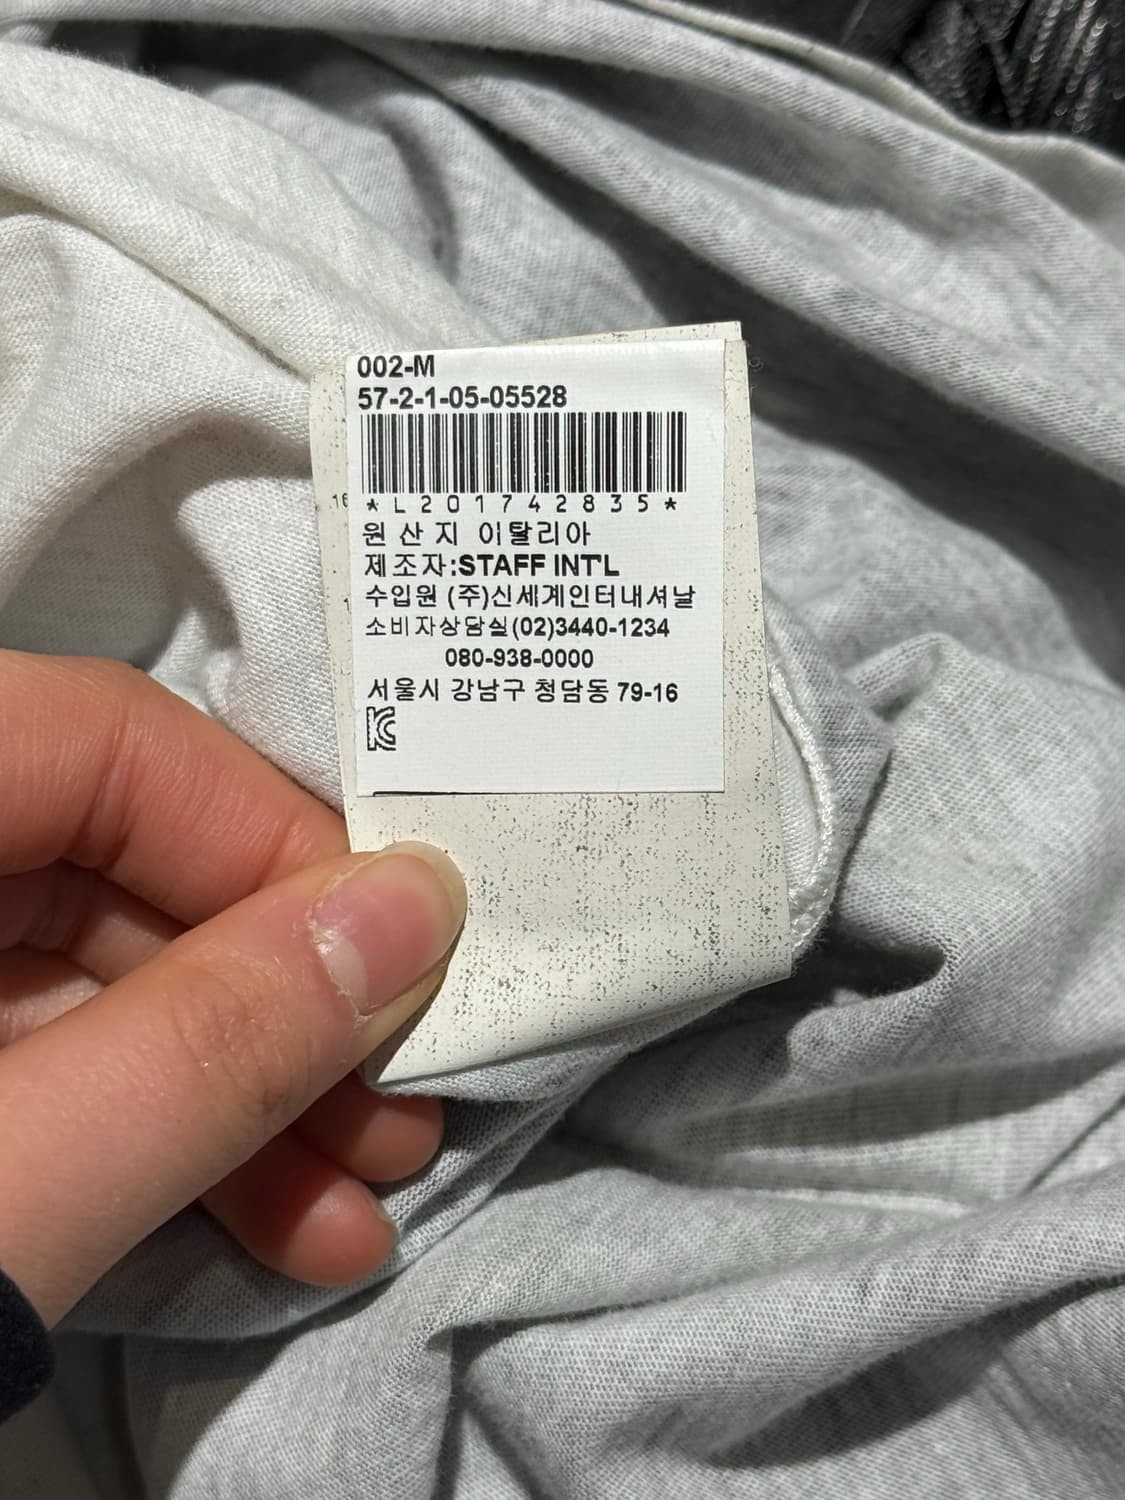 002-M
57-2-1-05-05528
*L201742835*
원산지 이탈리아
제조자:STAFF INT'L
수입원 (주)신세계인터내셔날
소비자상담실(02)3440-1234
080-938-0000
서울시 강남구 청담동 79-16
KC